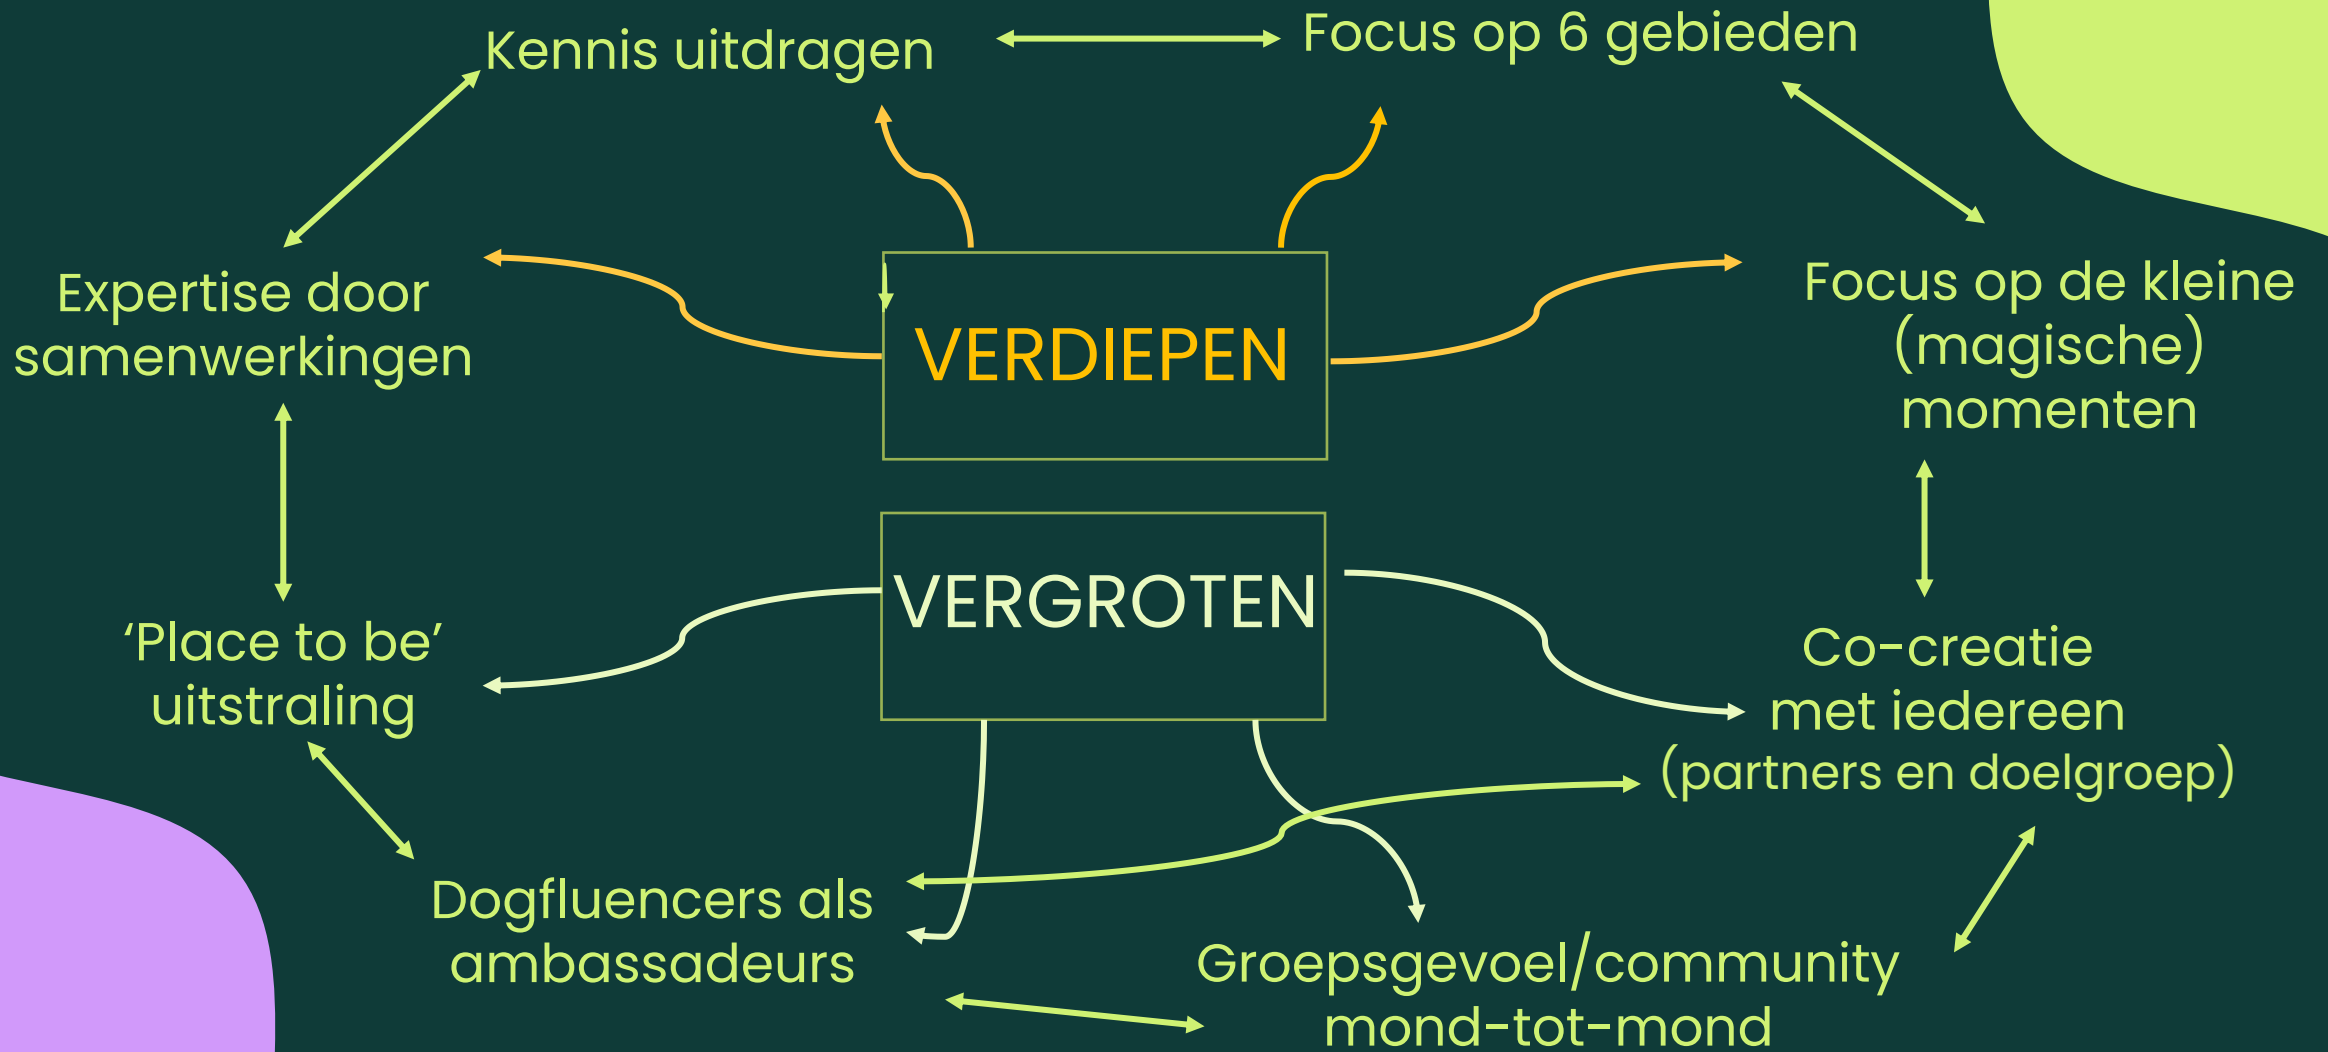 Kennis uitdragen
Focus op 6 gebieden
Expertise door
samenwerkingen
VERDIEPEN
Focus op de kleine
(magische)
momenten
VERGROTEN
‘Place to be’
uitstraling
Co-creatie
met iedereen
(partners en doelgroep)
Dogfluencers als
ambassadeurs
Groepsgevoel/community
mond-tot-mond